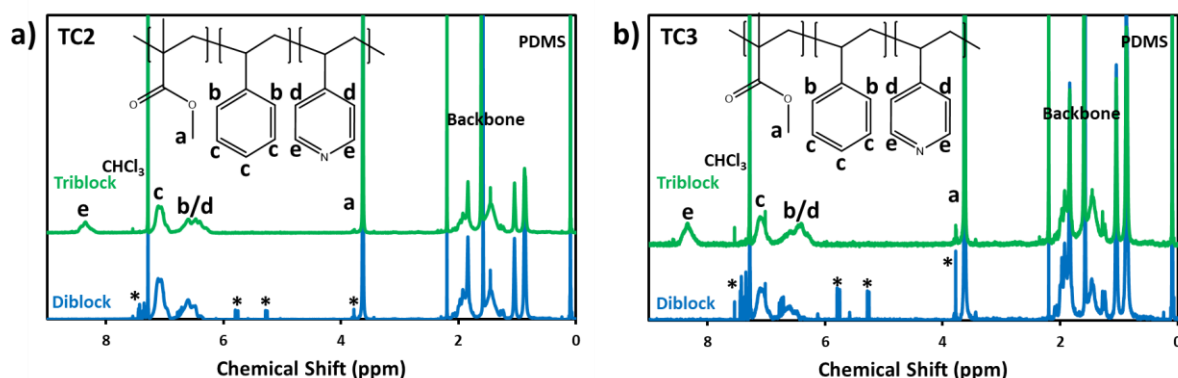 a) TC2
PDMS
O
O
a
b b d d
c c e N e
c
Backbone
CHCl3
Triblock
e c b/d a
* * * *
Diblock
8 6 4 2 0
Chemical Shift (ppm)
b) TC3
PDMS
O
O
a
b b d d
c c e N e
c
Backbone
CHCl3
Triblock
e c b/d a
* * * *
Diblock
8 6 4 2 0
Chemical Shift (ppm)